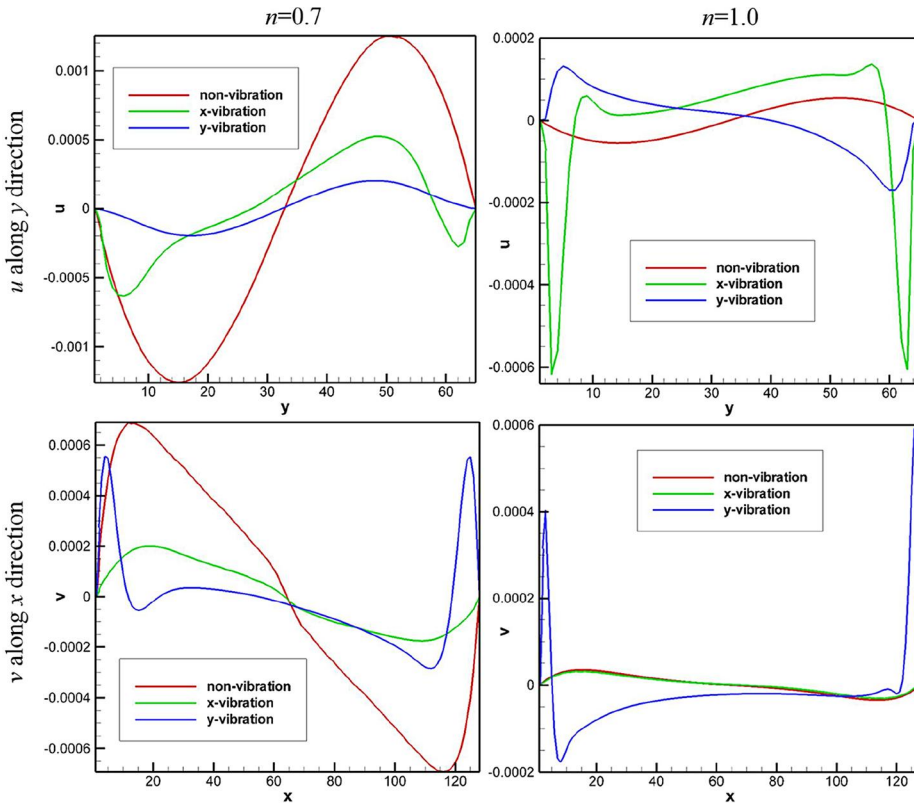 n=0.7
n=1.0
u along y direction
0.001
0.0005
0
-0.0005
-0.001
u
non-vibration
x-vibration
y-vibration
10 20 30 40 50 60
y
0.0002
0
-0.0002
-0.0004
-0.0006
u
non-vibration
x-vibration
y-vibration
10 20 30 40 50 60
y
v along x direction
0.0006
0.0004
0.0002
0
-0.0002
-0.0004
-0.0006
v
non-vibration
x-vibration
y-vibration
20 40 60 80 100 120
x
0.0006
0.0004
0.0002
0
-0.0002
v
non-vibration
x-vibration
y-vibration
20 40 60 80 100 120
x